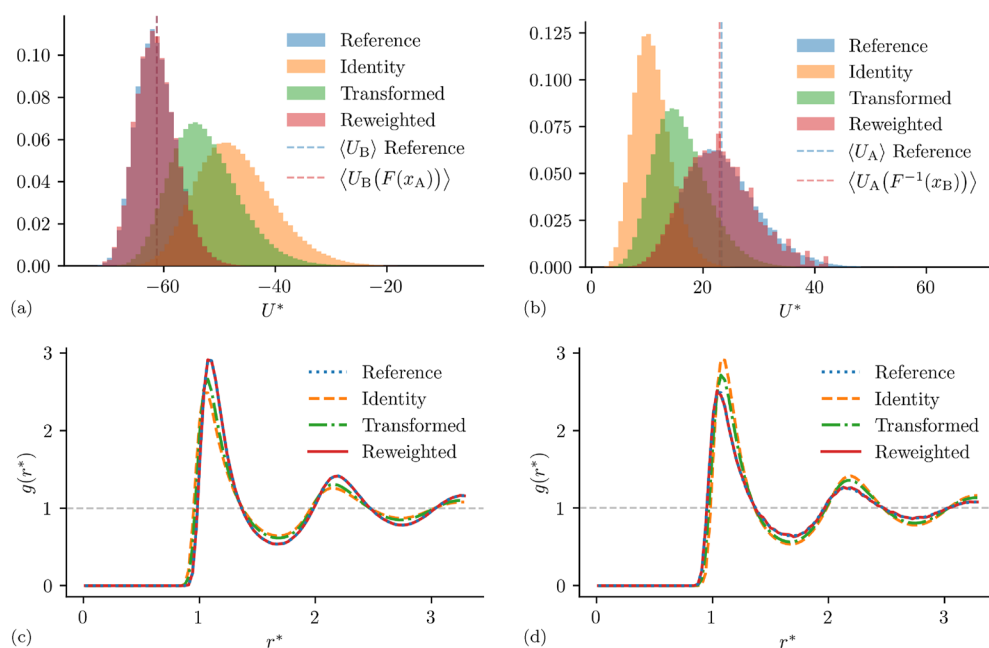 0.10
0.08
0.06
0.04
0.02
0.00
−60
−40
−20
U*
(a)
Reference
Identity
Transformed
Reweighted
⟨U_B⟩ Reference
⟨U_B(F(x_A))⟩
0.125
0.100
0.075
0.050
0.025
0.000
0
20
40
60
U*
(b)
Reference
Identity
Transformed
Reweighted
⟨U_A⟩ Reference
⟨U_A(F⁻¹(x_B))⟩
3
2
1
0
g(r*)
0
1
2
3
r*
(c)
Reference
Identity
Transformed
Reweighted
3
2
1
0
g(r*)
0
1
2
3
r*
(d)
Reference
Identity
Transformed
Reweighted